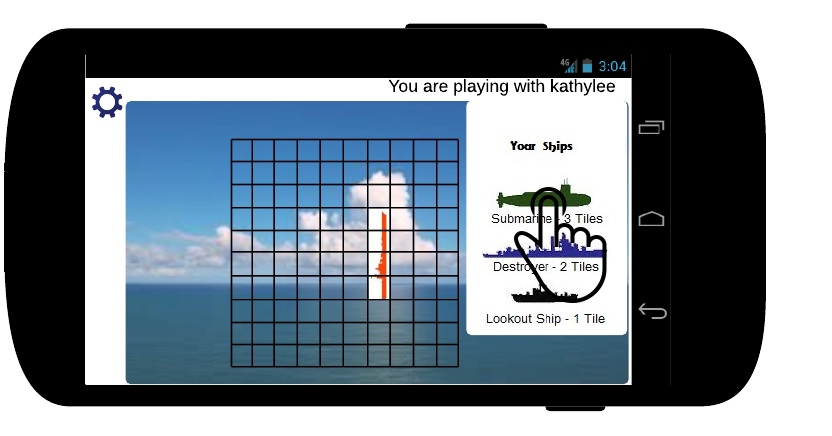 4G 3:04
You are playing with kathylee
Your Ships
Submarine - 3 Tiles
Destroyer - 2 Tiles
Lookout Ship - 1 Tile